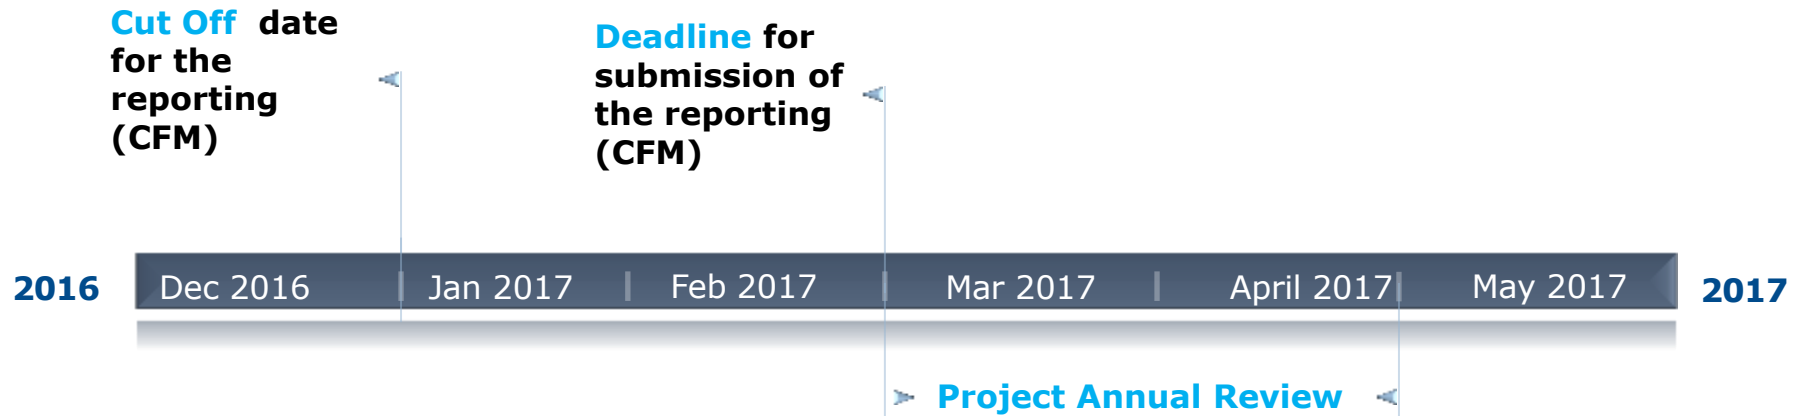 Cut Off date
for the
reporting
(CFM)
Deadline for
submission of
the reporting
(CFM)
2016 Dec 2016 Jan 2017 Feb 2017 Mar 2017 April 2017 May 2017 2017
Project Annual Review